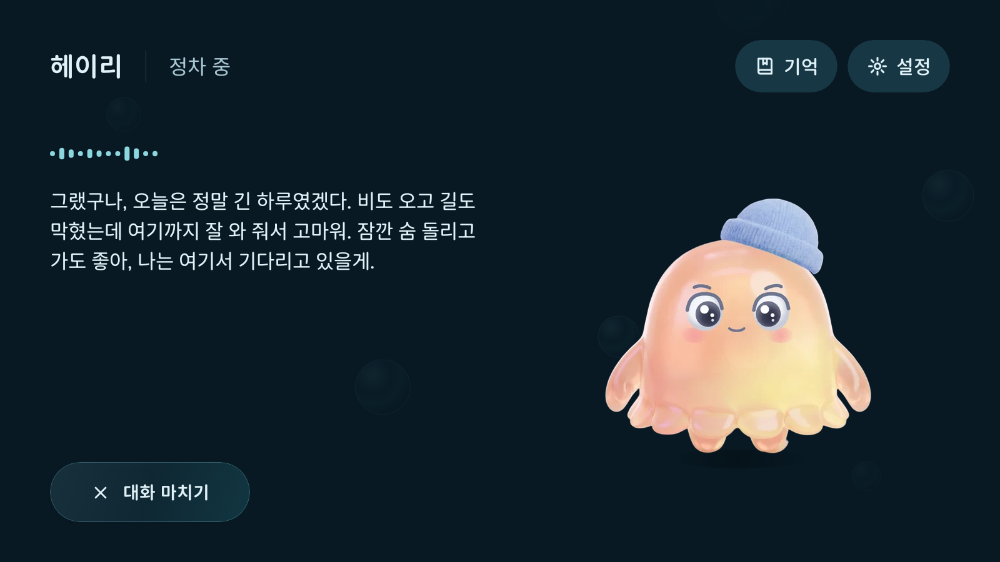 헤이리
정차 중
기억
설정
그랬구나, 오늘은 정말 긴 하루였겠다. 비도 오고 길도
막혔는데 여기까지 잘 와 줘서 고마워. 잠깐 숨 돌리고
가도 좋아, 나는 여기서 기다리고 있을게.
대화 마치기